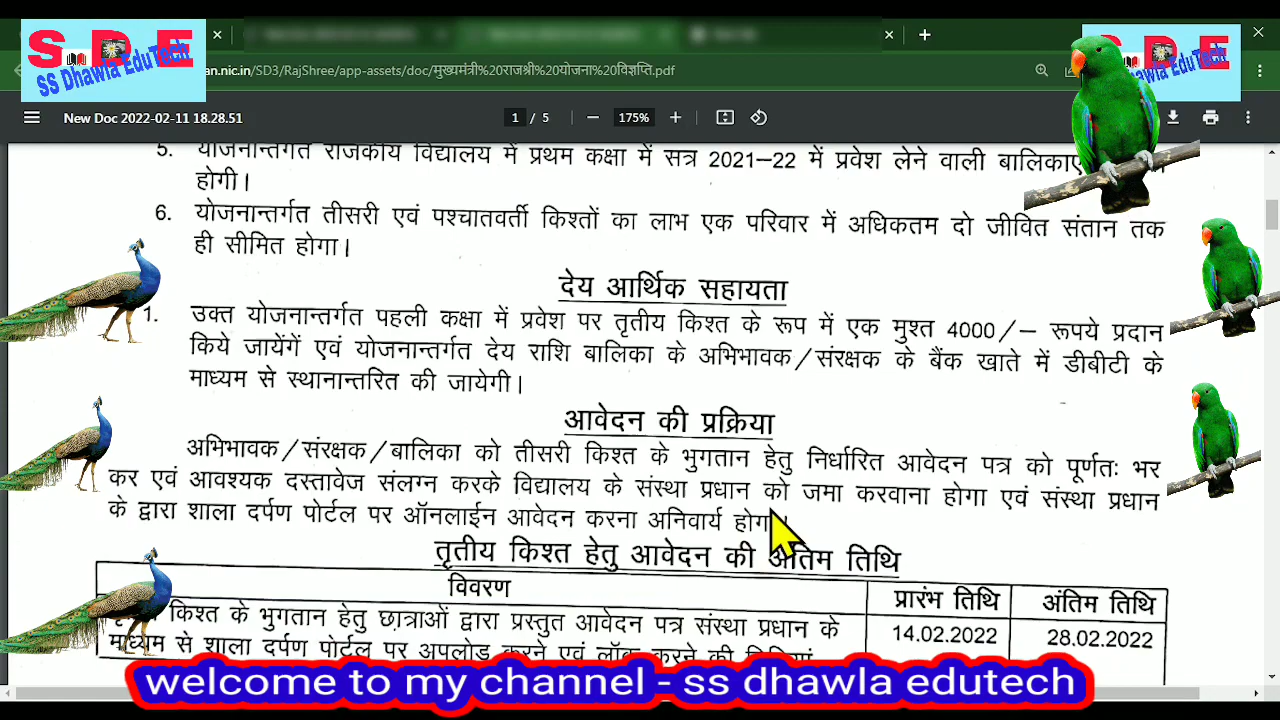 S D E
SS Dhawla EduTech
an.nic.in/SD3/RajShree/app-assets/doc/मुख्यमंत्री%20राजश्री%20योजना%20विज्ञप्ति.pdf
S D E
Dhawla EduTech
New Doc 2022-02-11 18.28.51
1 / 5
175%
5. योजनान्तर्गत राजकीय विद्यालय में प्रथम कक्षा में सत्र 2021–22 में प्रवेश लेने वाली
होगी।
6. योजनान्तर्गत तीसरी एवं पश्चातवर्ती किश्तों का लाभ एक परिवार में अधिकतम दो जीवित संतान तक
ही सीमित होगा।
देय आर्थिक सहायता
1. उक्त योजनान्तर्गत पहली कक्षा में प्रवेश पर तृतीय किश्त के रूप में एक मुश्त 4000/– रूपये प्रदान
किये जायेंगें एवं योजनान्तर्गत देय राशि बालिका के अभिभावक/संरक्षक के बैंक खाते में डीबीटी के
माध्यम से स्थानान्तरित की जायेगी।
आवेदन की प्रक्रिया
अभिभावक/संरक्षक/बालिका को तीसरी किश्त के भुगतान हेतु निर्धारित आवेदन पत्र को पूर्णतः भर
कर एवं आवश्यक दस्तावेज संलग्न करके विद्यालय के संस्था प्रधान को जमा करवाना होगा एवं संस्था प्रधान
के द्वारा शाला दर्पण पोर्टल पर ऑनलाईन आवेदन करना अनिवार्य होगा।
तृतीय किश्त हेतु आवेदन की अंतिम तिथि
विवरण प्रारंभ तिथि अंतिम तिथि
किश्त के भुगतान हेतु छात्राओं द्वारा प्रस्तुत आवेदन पत्र संस्था प्रधान के 14.02.2022 28.02.2022
माध्यम से शाला दर्पण पोर्टल पर अपलोड करने एवं लॉक करने की
welcome to my channel - ss dhawla edutech